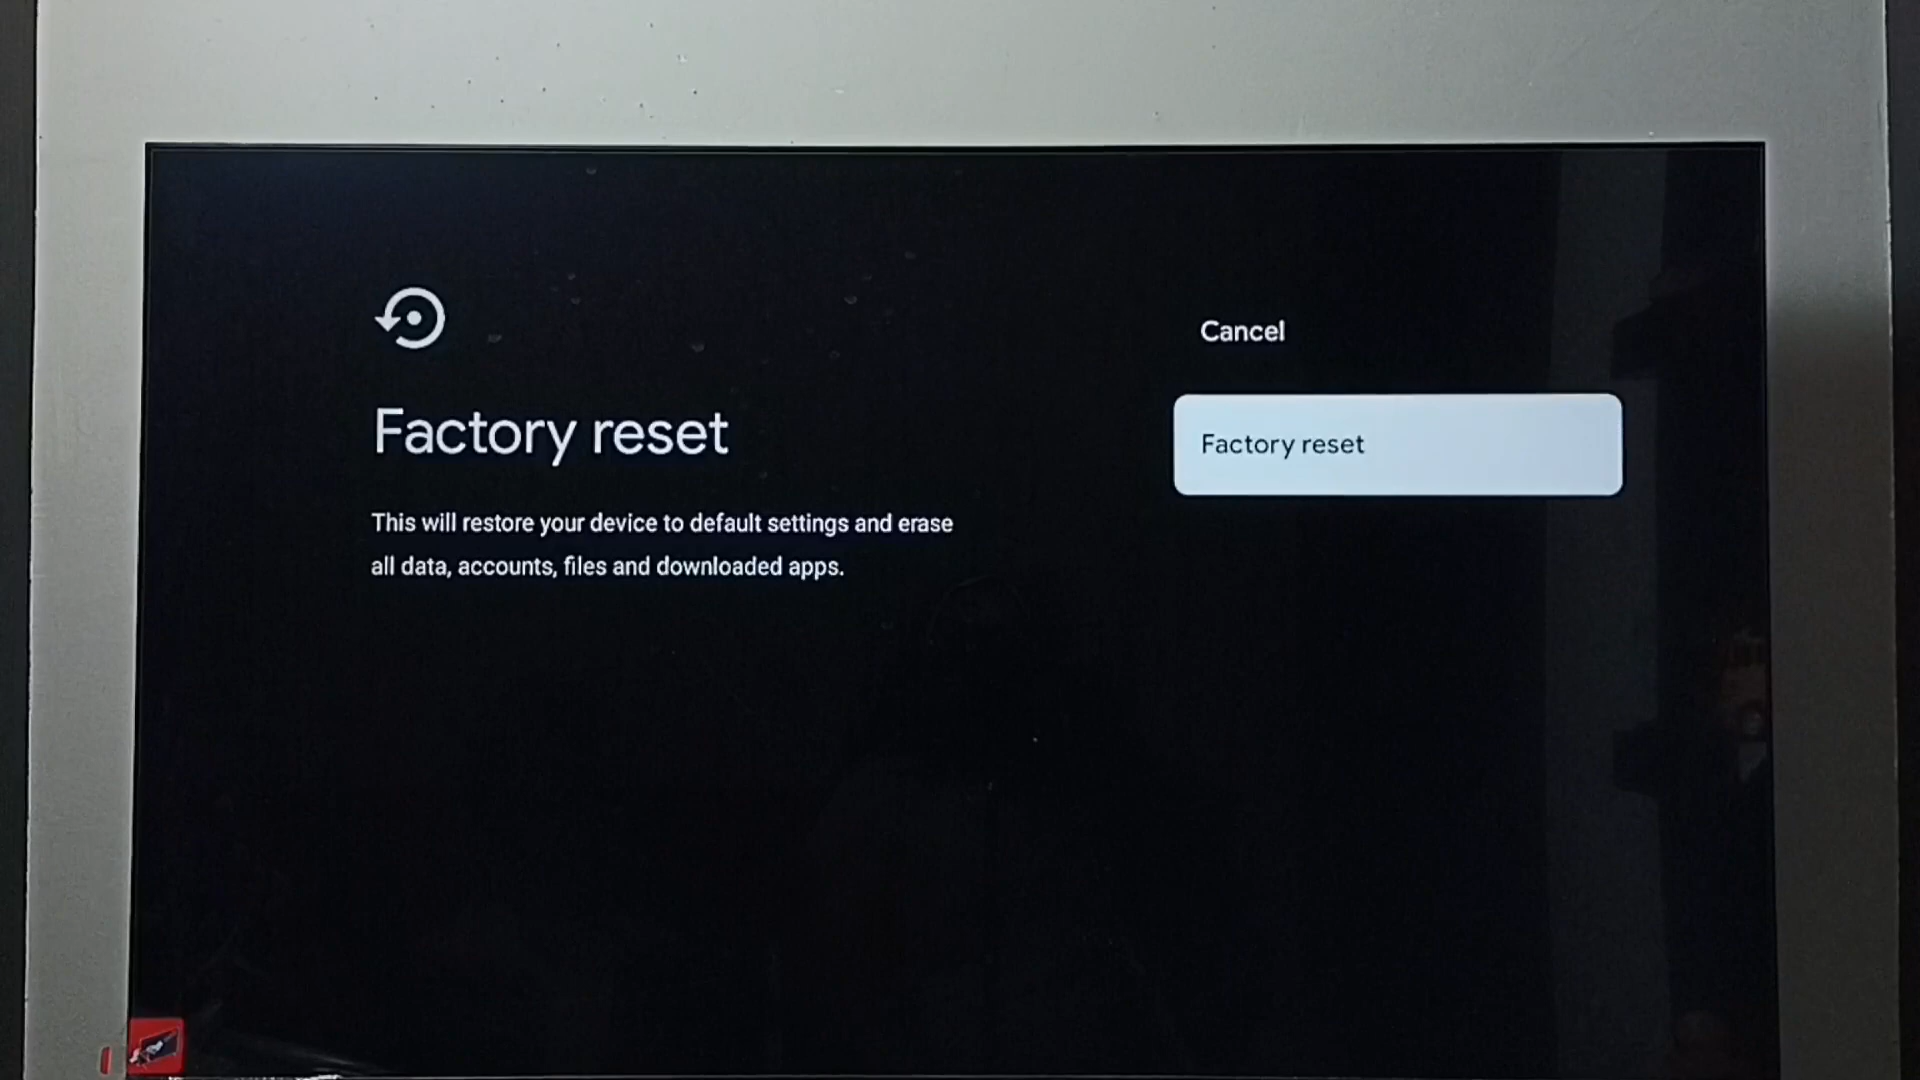 Factory reset
This will restore your device to default settings and erase
all data, accounts, files and downloaded apps.
Cancel
Factory reset